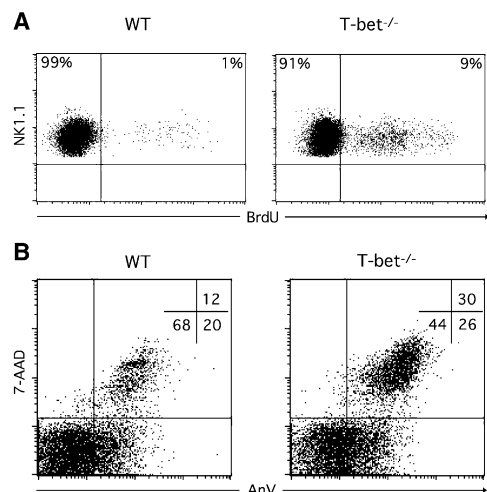 A
WT T-bet-/-
99% 1% 91% 9%
NK1.1
BrdU
B
WT T-bet-/-
12 30
68 20 44 26
7-AAD
AnV